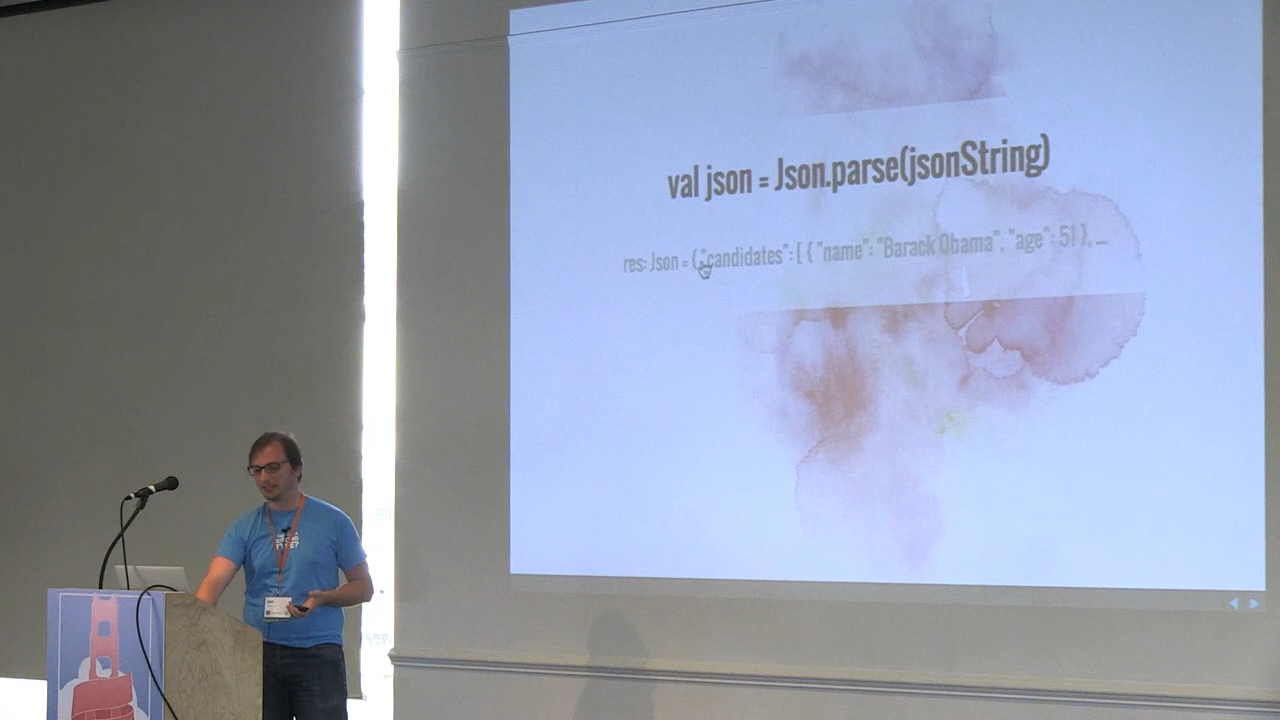 val json = Json.parse(jsonString)
res: Json = { "candidates" : [ { "name" : "Barack Obama", "age" : 51 }, ...